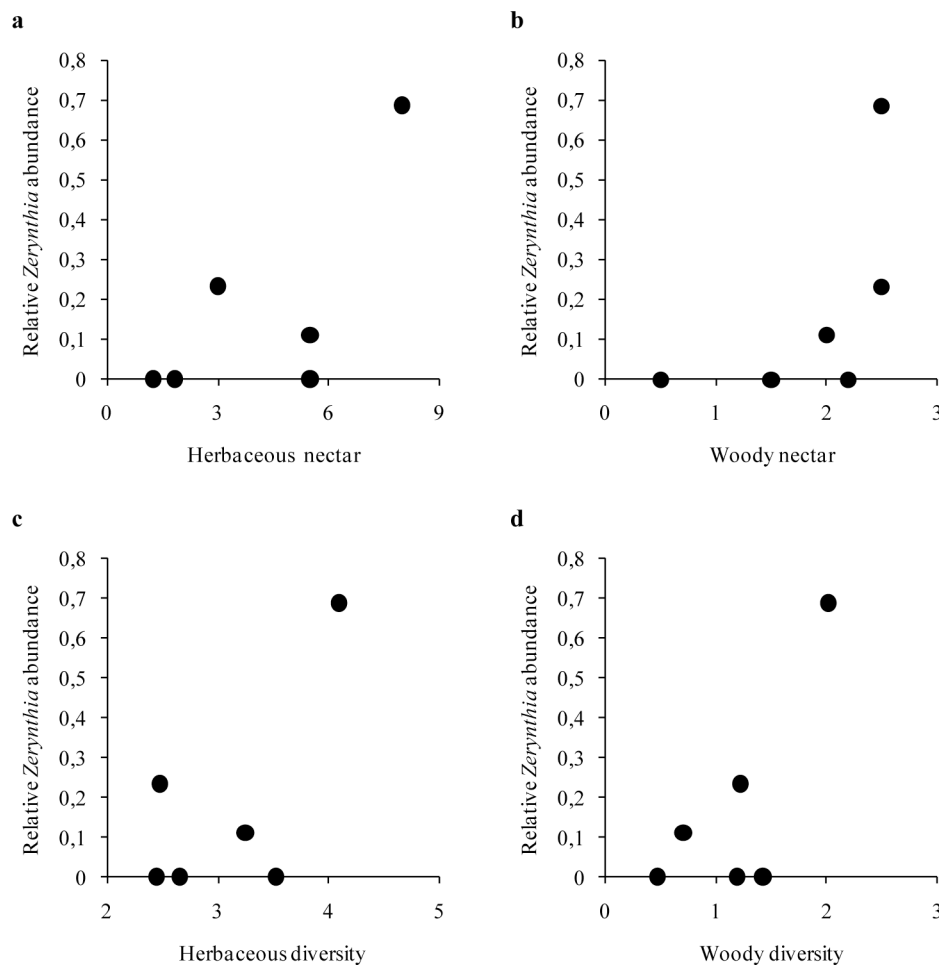 a
Relative Zerynthia abundance
0,8
0,7
0,6
0,5
0,4
0,3
0,2
0,1
0
0 3 6 9
Herbaceous nectar
b
Relative Zerynthia abundance
0,8
0,7
0,6
0,5
0,4
0,3
0,2
0,1
0
0 1 2 3
Woody nectar
c
Relative Zerynthia abundance
0,8
0,7
0,6
0,5
0,4
0,3
0,2
0,1
0
2 3 4 5
Herbaceous diversity
d
Relative Zerynthia abundance
0,8
0,7
0,6
0,5
0,4
0,3
0,2
0,1
0
0 1 2 3
Woody diversity